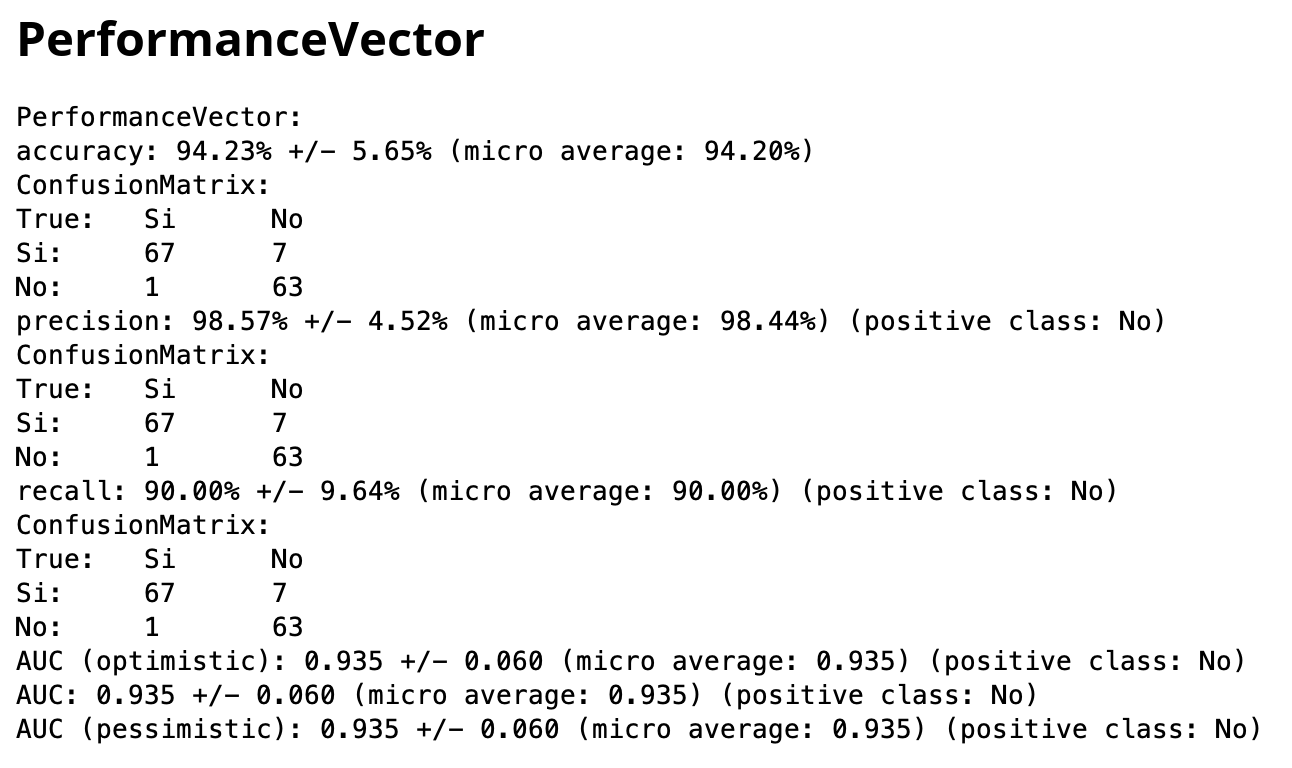 PerformanceVector
PerformanceVector:
accuracy: 94.23% +/- 5.65% (micro average: 94.20%)
ConfusionMatrix:
True:   Si      No
Si:     67      7
No:     1       63
precision: 98.57% +/- 4.52% (micro average: 98.44%) (positive class: No)
ConfusionMatrix:
True:   Si      No
Si:     67      7
No:     1       63
recall: 90.00% +/- 9.64% (micro average: 90.00%) (positive class: No)
ConfusionMatrix:
True:   Si      No
Si:     67      7
No:     1       63
AUC (optimistic): 0.935 +/- 0.060 (micro average: 0.935) (positive class: No)
AUC: 0.935 +/- 0.060 (micro average: 0.935) (positive class: No)
AUC (pessimistic): 0.935 +/- 0.060 (micro average: 0.935) (positive class: No)